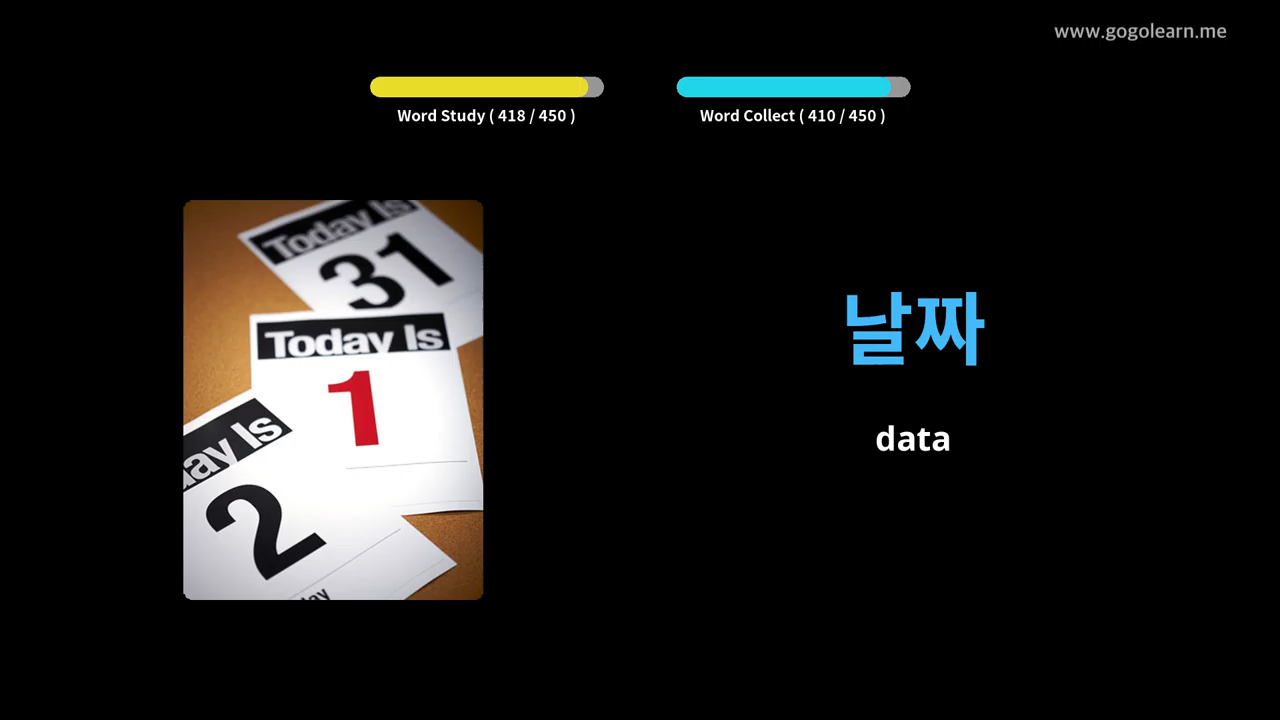 www.gogolearn.me
Word Study ( 418 / 450 )
Word Collect ( 410 / 450 )
Today Is
31
Today Is
1
ay Is
2
day
날짜
data